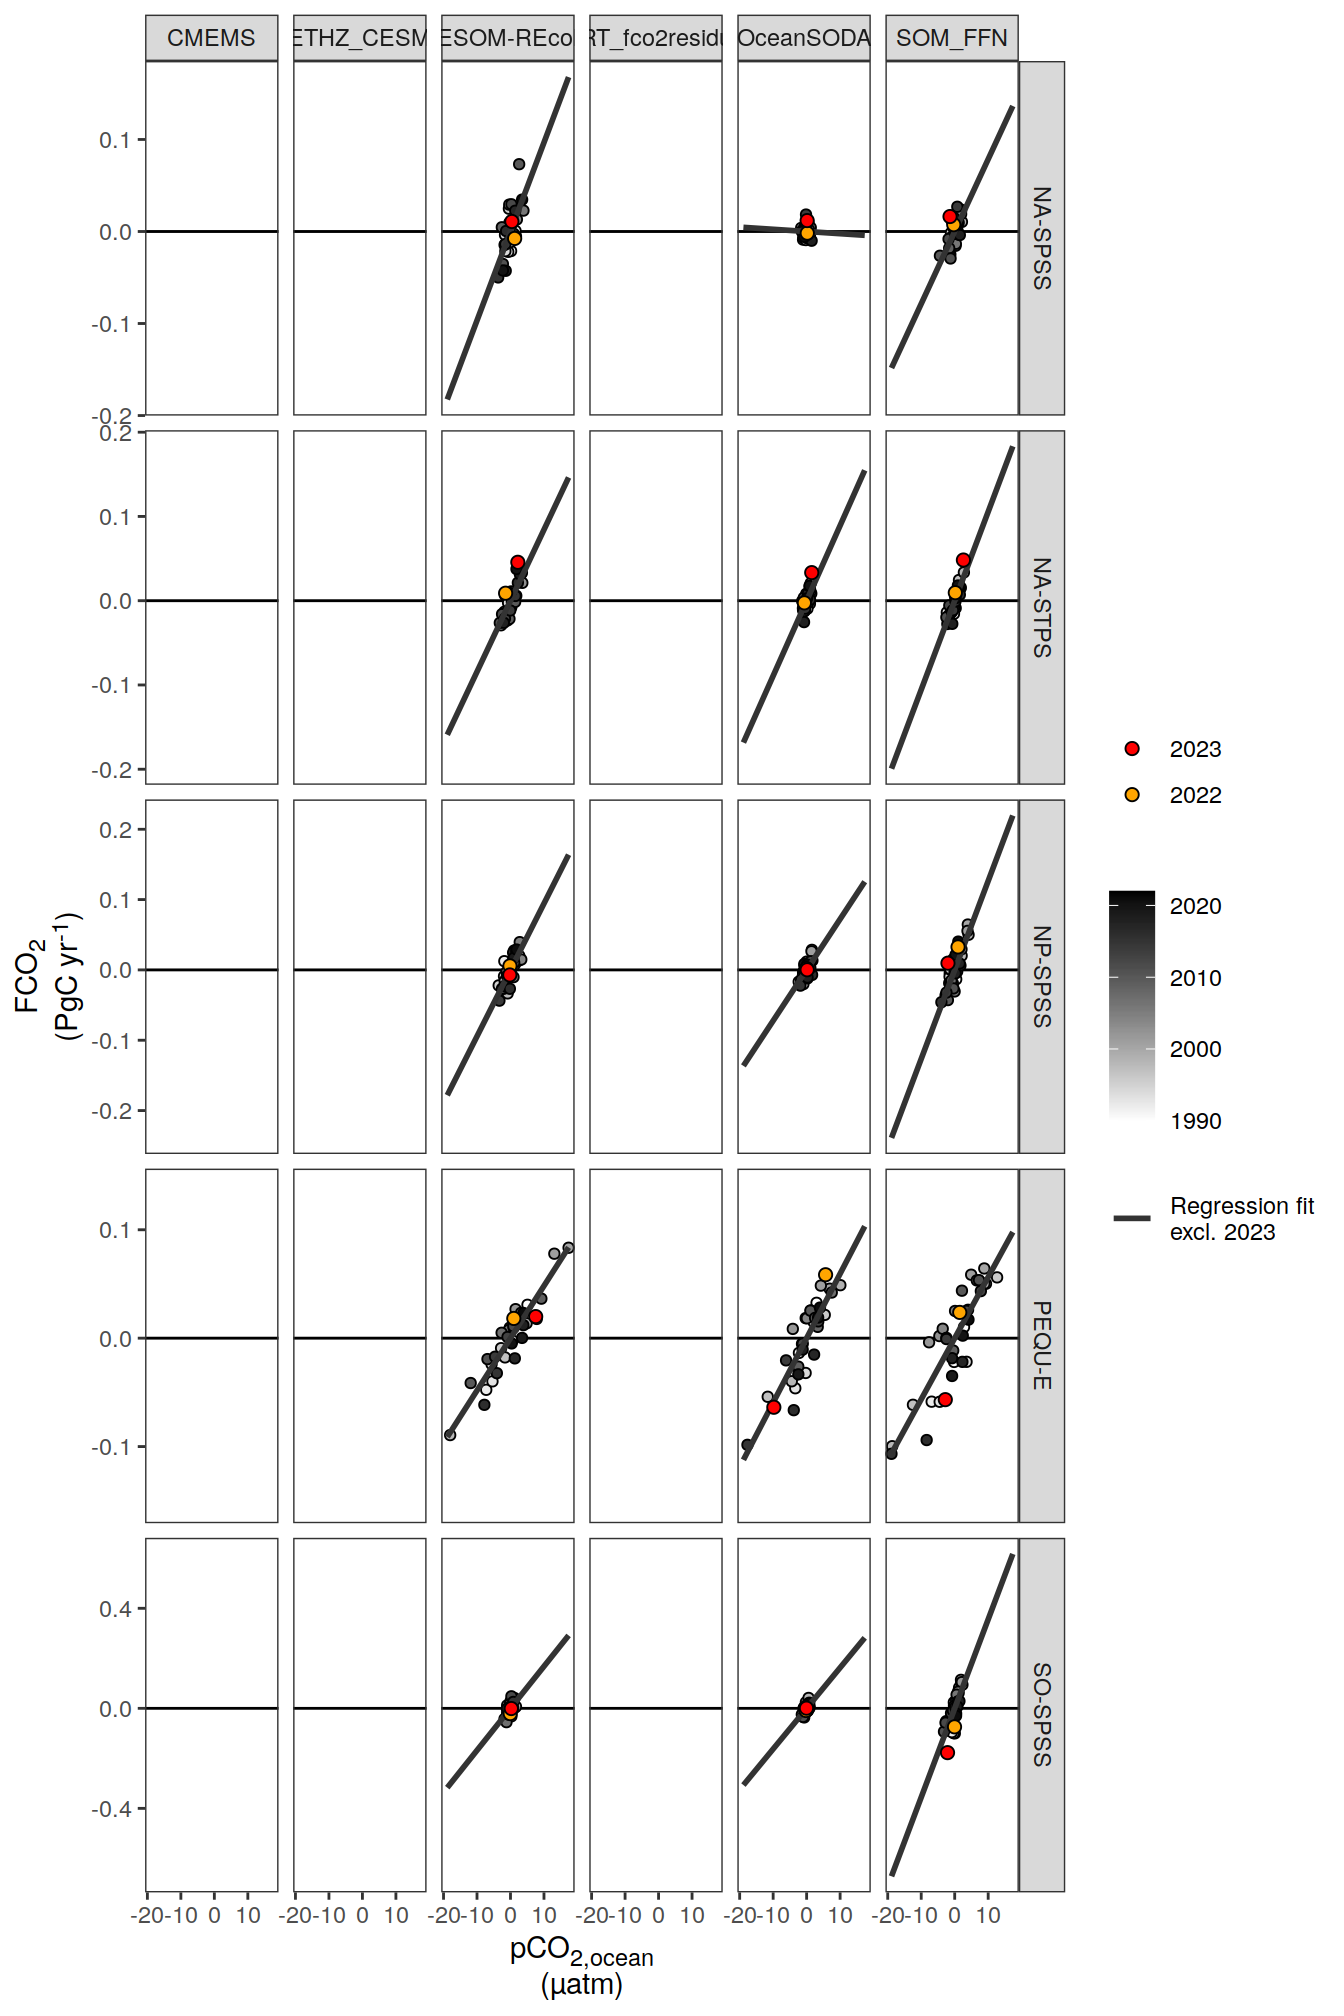 CMEMS ETHZ_CESM ESOM-REco RT_fco2residu OceanSODA SOM_FFN
0.1
0.0
-0.1
-0.2
NA-SPSS
0.2
0.1
0.0
-0.1
-0.2
NA-STPS
0.2
0.1
0.0
-0.1
-0.2
NP-SPSS
0.1
0.0
-0.1
PEQU-E
0.4
0.0
-0.4
SO-SPSS
-20 -10 0 10 -20 -10 0 10 -20 -10 0 10 -20 -10 0 10 -20 -10 0 10 -20 -10 0 10
pCO2,ocean
(µatm)
FCO2
(PgC yr-1)
2023
2022
2020
2010
2000
1990
Regression fit
excl. 2023